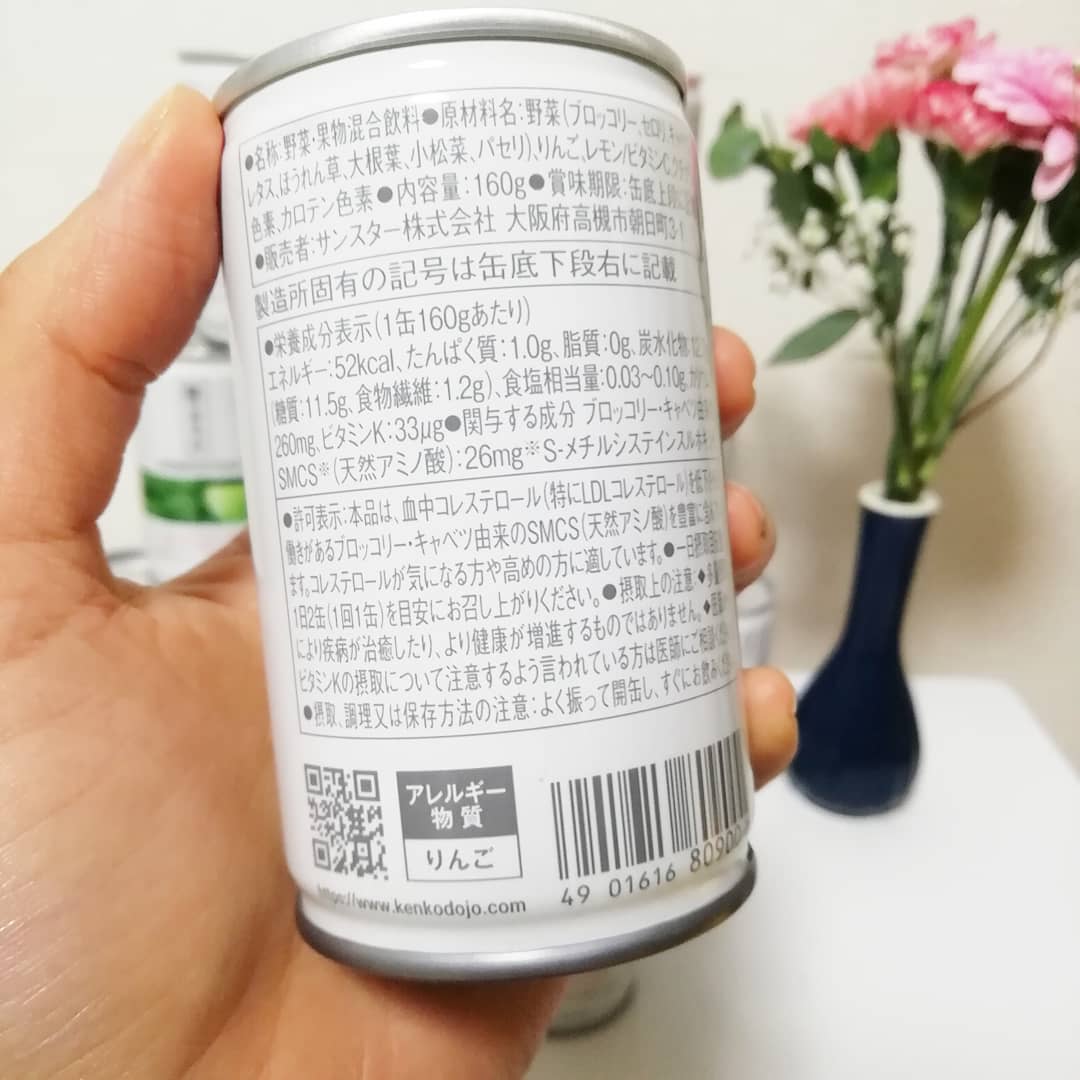 ●名称:野菜・果物混合飲料●原材料名:野菜(ブロッコリー、セロリ、キャベ
レタス、ほうれん草、大根葉、小松菜、パセリ)、りんご、レモン/ビタミンC、クチ
色素、カロテン色素 ●内容量:160g●賞味期限:缶底上段に
●販売者:サンスター株式会社 大阪府高槻市朝日町3-1
製造所固有の記号は缶底下段右に記載
●栄養成分表示(1缶160gあたり)
エネルギー:52kcal、たんぱく質:1.0g、脂質:0g、炭水化物:12.7
(糖質:11.5g、食物繊維:1.2g)、食塩相当量:0.03~0.10g、カリウム
260mg、ビタミンK:33μg●関与する成分 ブロッコリー・キャベツ由
SMCS※(天然アミノ酸):26mg※S-メチルシステインスルホキ
●許可表示:本品は、血中コレステロール(特にLDLコレステロール)を低下
働きがあるブロッコリー・キャベツ由来のSMCS(天然アミノ酸)を豊富に含
ます。コレステロールが気になる方や高めの方に適しています。●一日摂取
1日2缶(1回1缶)を目安にお召し上がりください。●摂取上の注意:◆多量
により疾病が治癒したり、より健康が増進するものではありません。◆医
ビタミンKの摂取について注意するよう言われている方は医師にご相談
●摂取、調理又は保存方法の注意:よく振って開缶し、すぐにお飲み
アレルギー
物質
りんご
https://www.kenkodojo.com
49 01616 8090